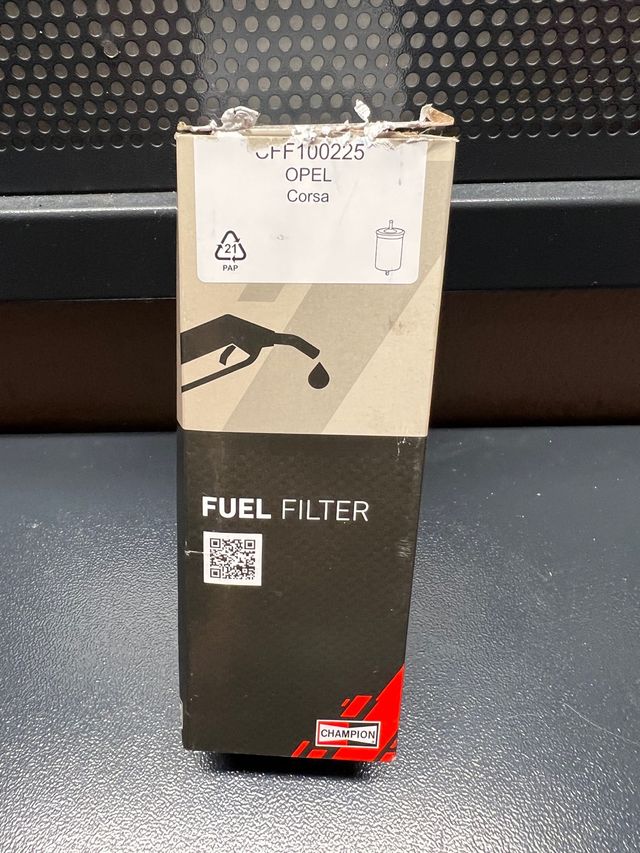 CFF100225
OPEL
Corsa
21
PAP
FUEL FILTER
CHAMPION